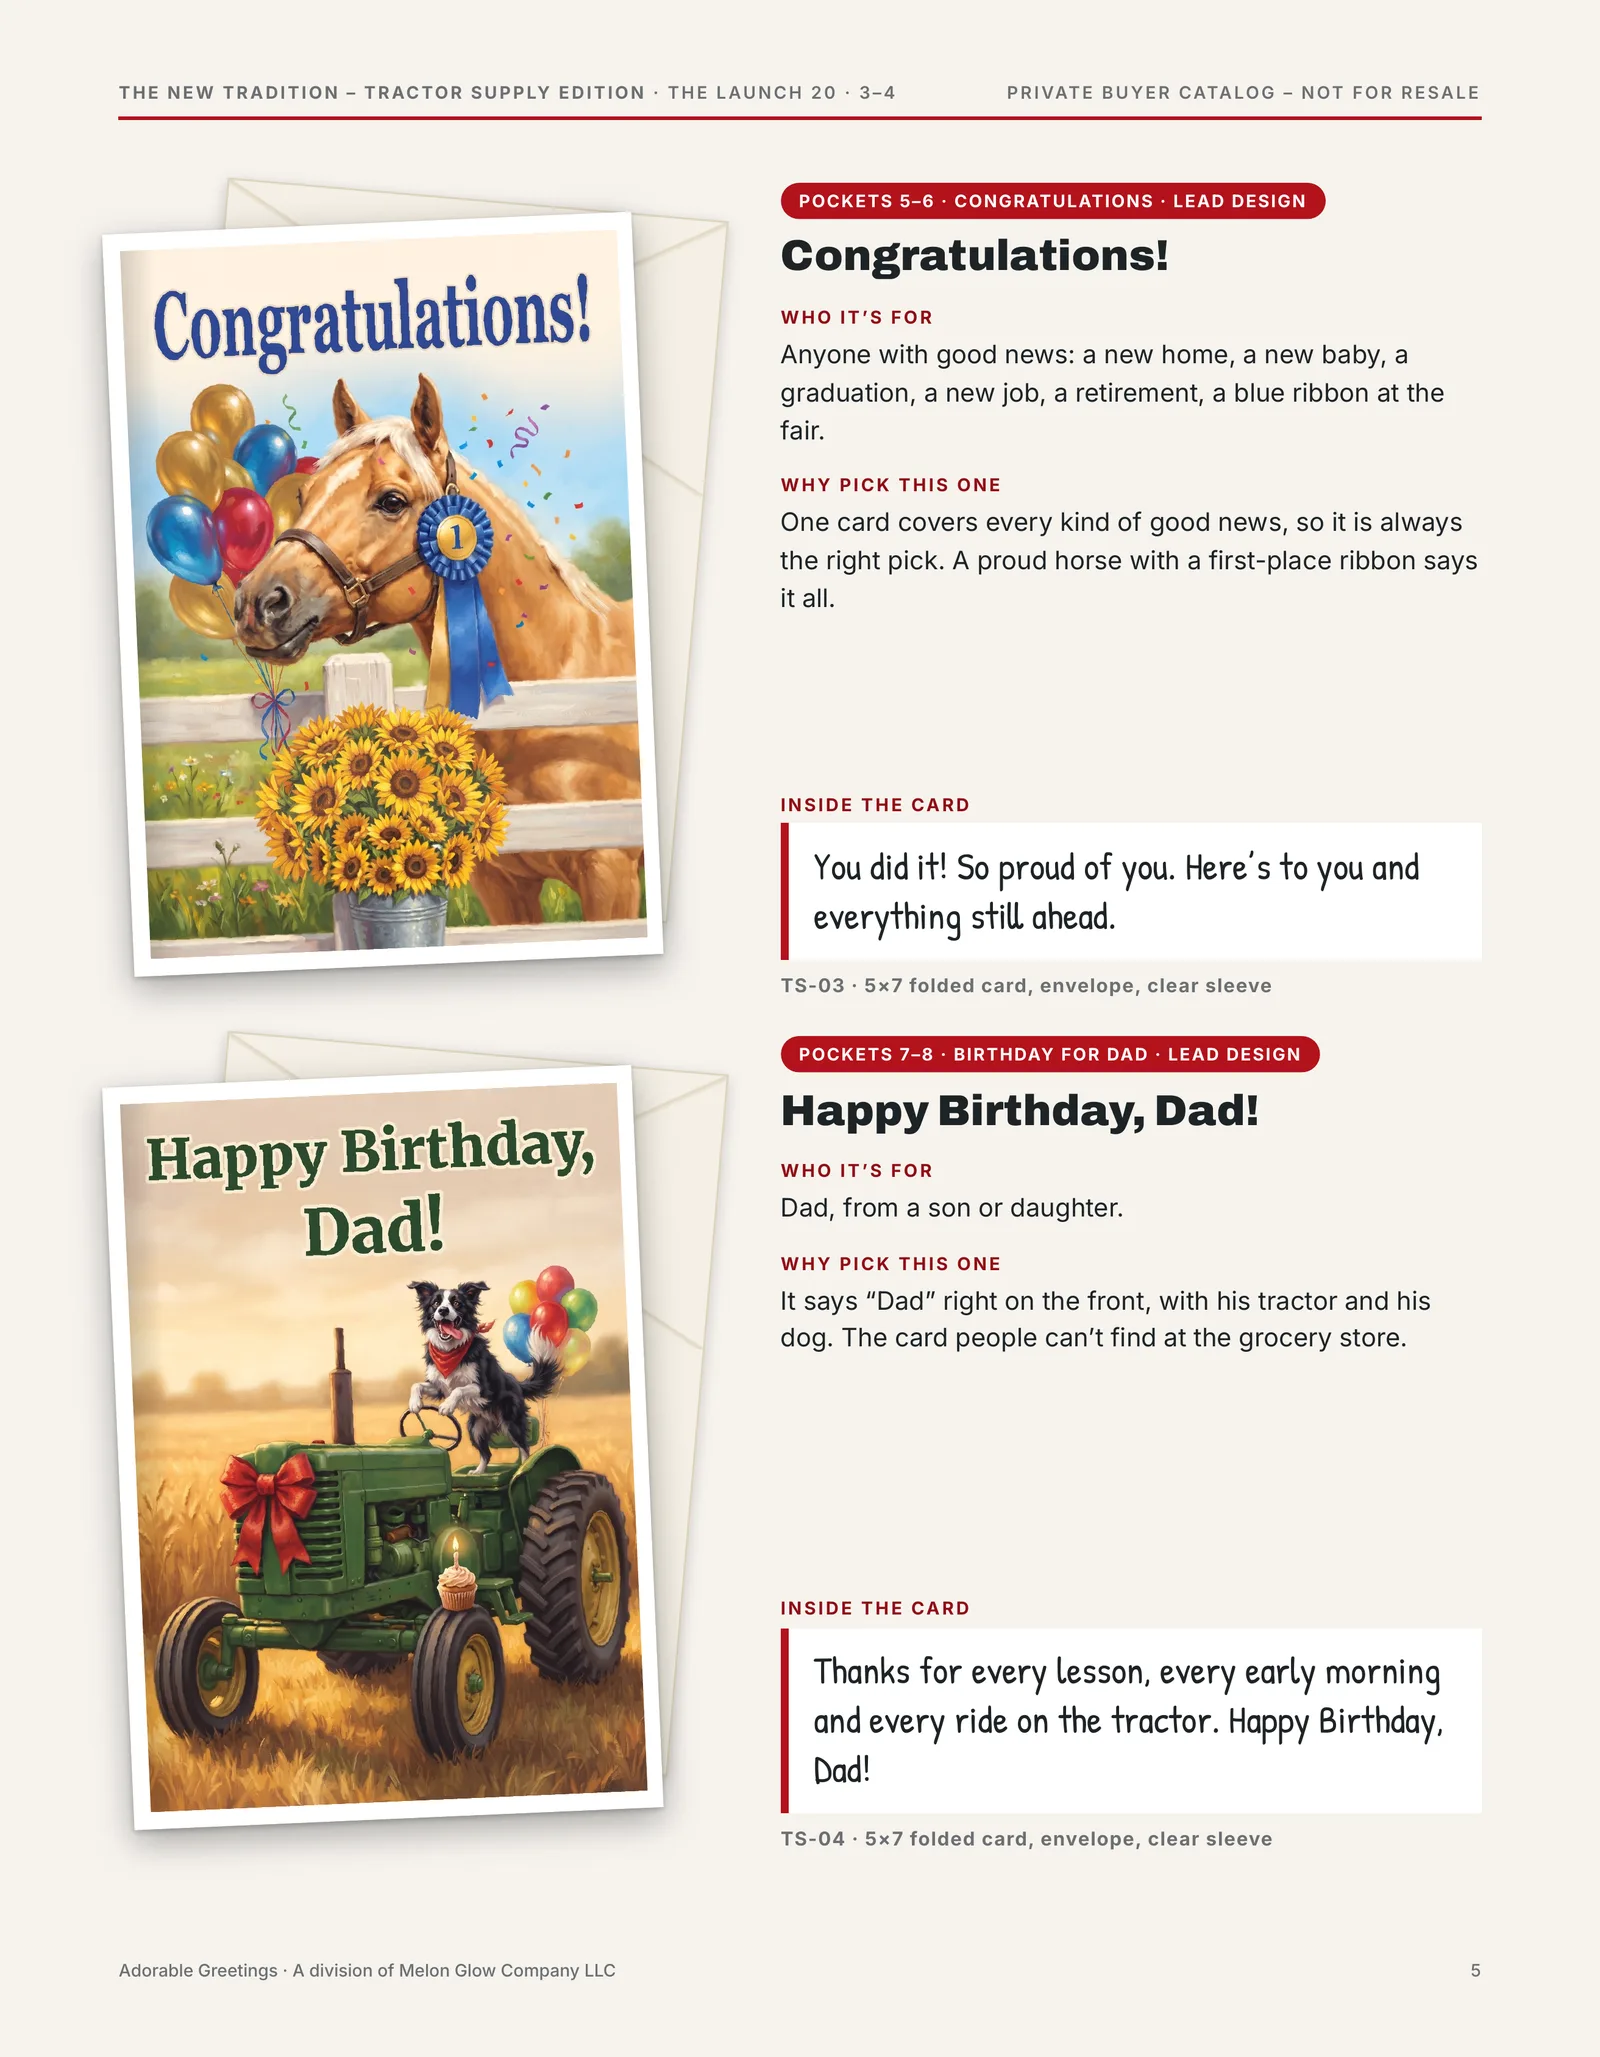 THE NEW TRADITION – TRACTOR SUPPLY EDITION · THE LAUNCH 20 · 3–4
PRIVATE BUYER CATALOG – NOT FOR RESALE
Congratulations!
1
POCKETS 5–6 · CONGRATULATIONS · LEAD DESIGN
Congratulations!
WHO IT’S FOR
Anyone with good news: a new home, a new baby, a
graduation, a new job, a retirement, a blue ribbon at the
fair.
WHY PICK THIS ONE
One card covers every kind of good news, so it is always
the right pick. A proud horse with a first-place ribbon says
it all.
INSIDE THE CARD
You did it! So proud of you. Here’s to you and
everything still ahead.
TS-03 · 5×7 folded card, envelope, clear sleeve
Happy Birthday,
Dad!
POCKETS 7–8 · BIRTHDAY FOR DAD · LEAD DESIGN
Happy Birthday, Dad!
WHO IT’S FOR
Dad, from a son or daughter.
WHY PICK THIS ONE
It says “Dad” right on the front, with his tractor and his
dog. The card people can’t find at the grocery store.
INSIDE THE CARD
Thanks for every lesson, every early morning
and every ride on the tractor. Happy Birthday,
Dad!
TS-04 · 5×7 folded card, envelope, clear sleeve
Adorable Greetings · A division of Melon Glow Company LLC
5